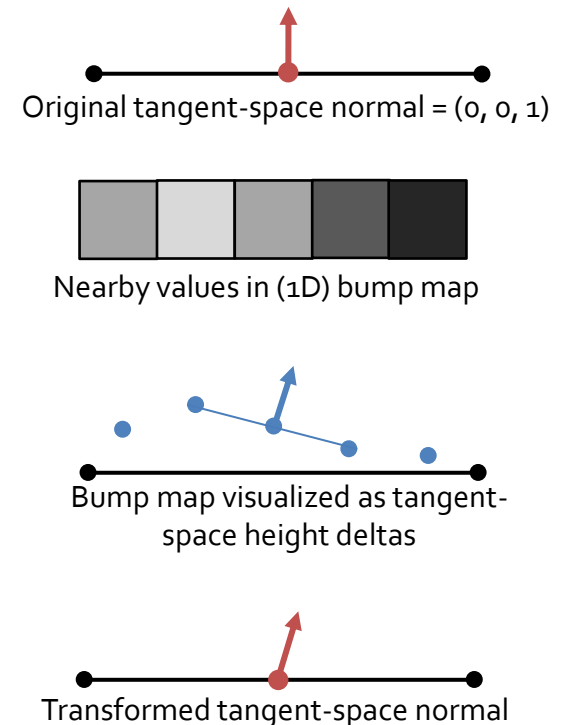 Original tangent-space normal = (0, 0, 1)
Nearby values in (1D) bump map
Bump map visualized as tangent-
space height deltas
Transformed tangent-space normal